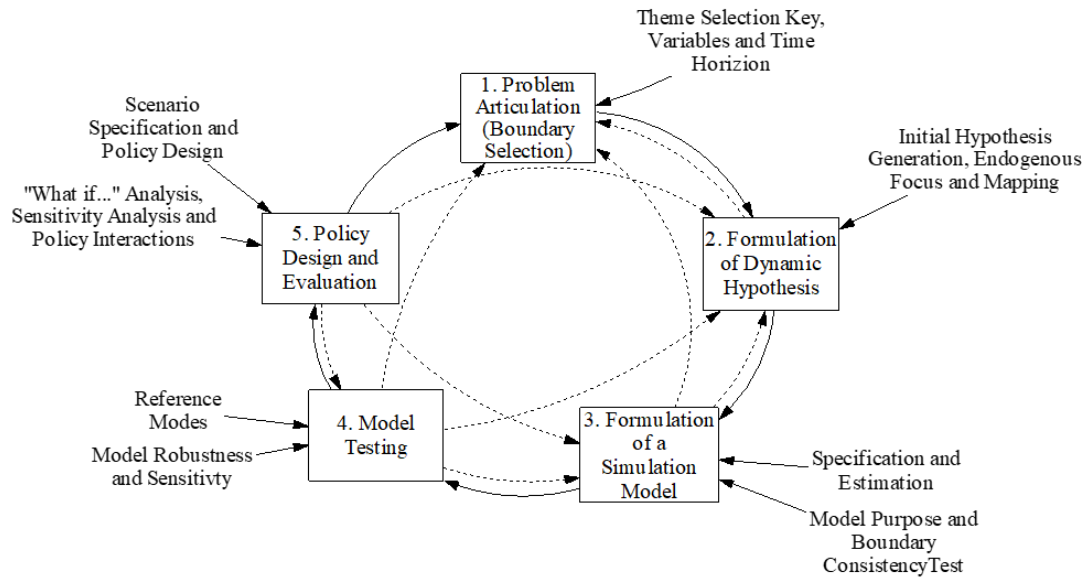 Theme Selection Key,
Variables and Time
Horizion
1. Problem
Articulation
(Boundary
Selection)
Scenario
Specification and
Policy Design
Initial Hypothesis
Generation, Endogenous
Focus and Mapping
"What if..." Analysis,
Sensitivity Analysis and
Policy Interactions
5. Policy
Design and
Evaluation
2. Formulation
of Dynamic
Hypothesis
Reference
Modes
Model Robustness
and Sensitivty
4. Model
Testing
3. Formulation
of a
Simulation
Model
Specification and
Estimation
Model Purpose and
Boundary
ConsistencyTest